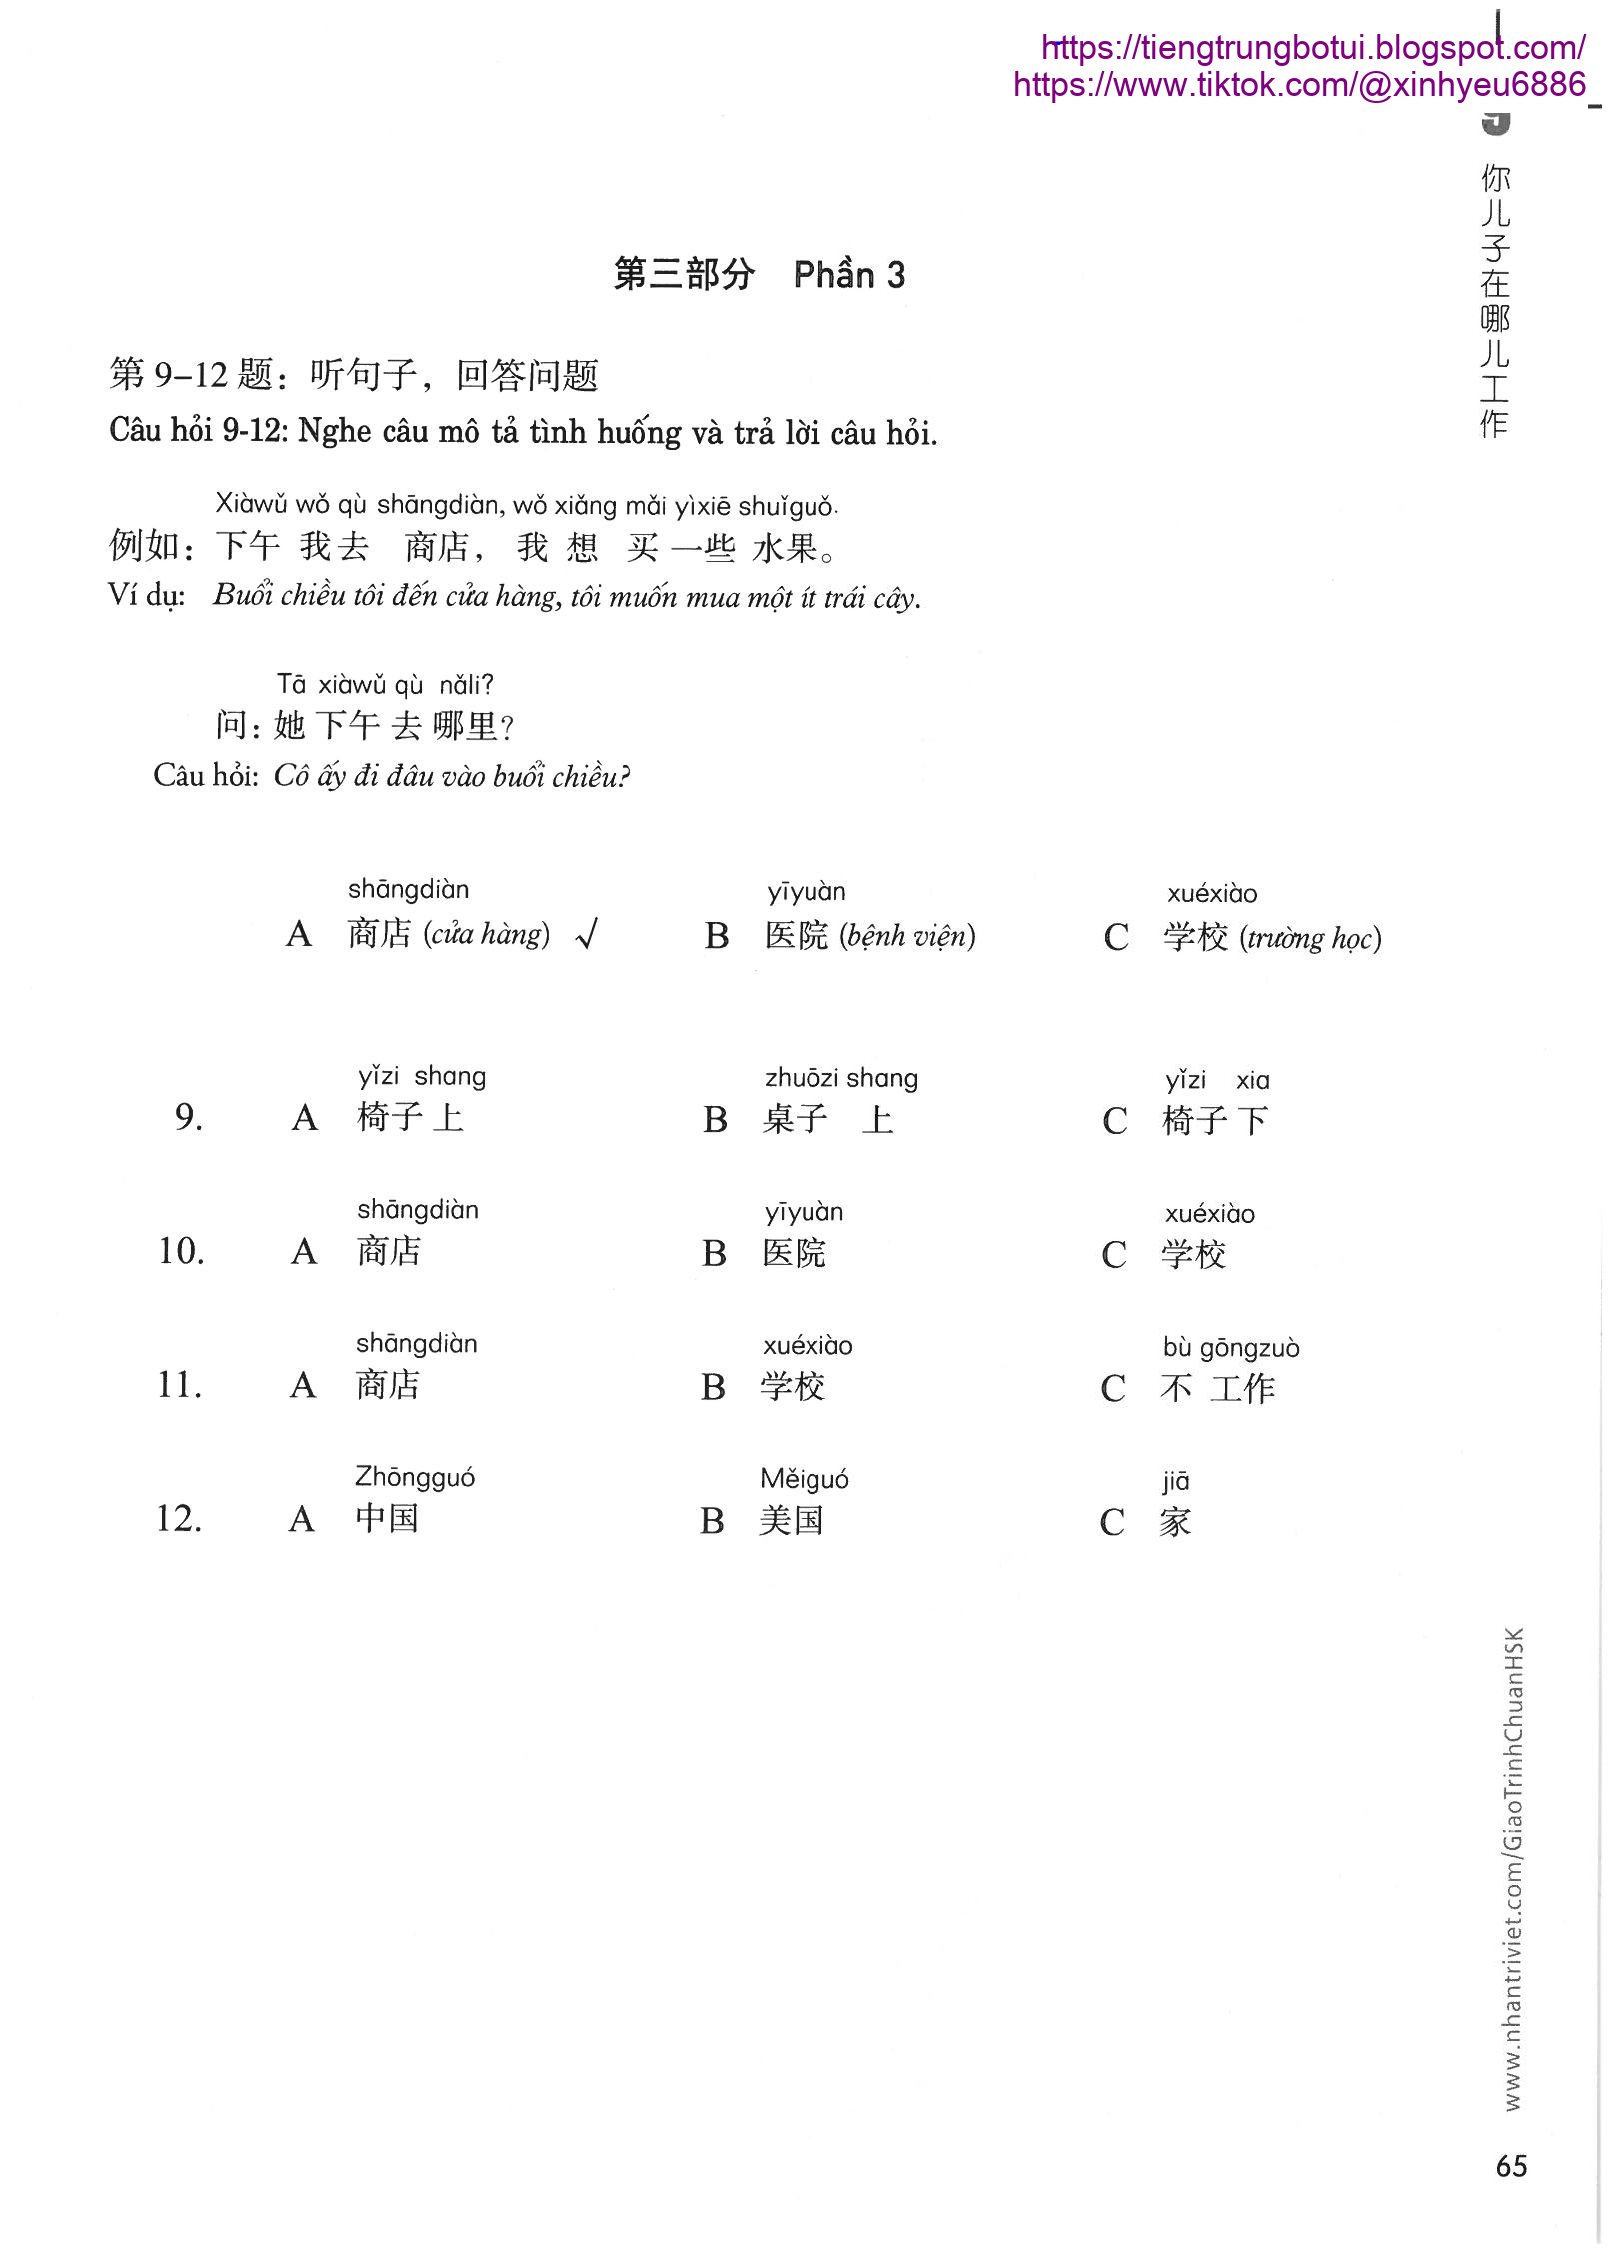 https://tiengtrungbotui.blogspot.com/
https://www.tiktok.com/@xinhyeu6886
9
你儿子在哪儿工作
第三部分 Phần 3
第 9–12 题：听句子，回答问题
Câu hỏi 9-12: Nghe câu mô tả tình huống và trả lời câu hỏi.
Xiàwǔ wǒ qù shāngdiàn, wǒ xiǎng mǎi yìxiē shuǐguǒ.
例如：下午 我去 商店， 我 想 买 一些 水果。
Ví dụ: Buổi chiều tôi đến cửa hàng, tôi muốn mua một ít trái cây.
Tā xiàwǔ qù nǎli?
问：她 下午 去 哪里？
Câu hỏi: Cô ấy đi đâu vào buổi chiều?
shāngdiàn yīyuàn xuéxiào
A 商店 (cửa hàng) √ B 医院 (bệnh viện) C 学校 (trường học)
yǐzi shang zhuōzi shang yǐzi xia
9. A 椅子 上 B 桌子 上 C 椅子 下
shāngdiàn yīyuàn xuéxiào
10. A 商店 B 医院 C 学校
shāngdiàn xuéxiào bù gōngzuò
11. A 商店 B 学校 C 不 工作
Zhōngguó Měiguó jiā
12. A 中国 B 美国 C 家
www.nhantriviet.com/GiaoTrinhChuanHSK
65